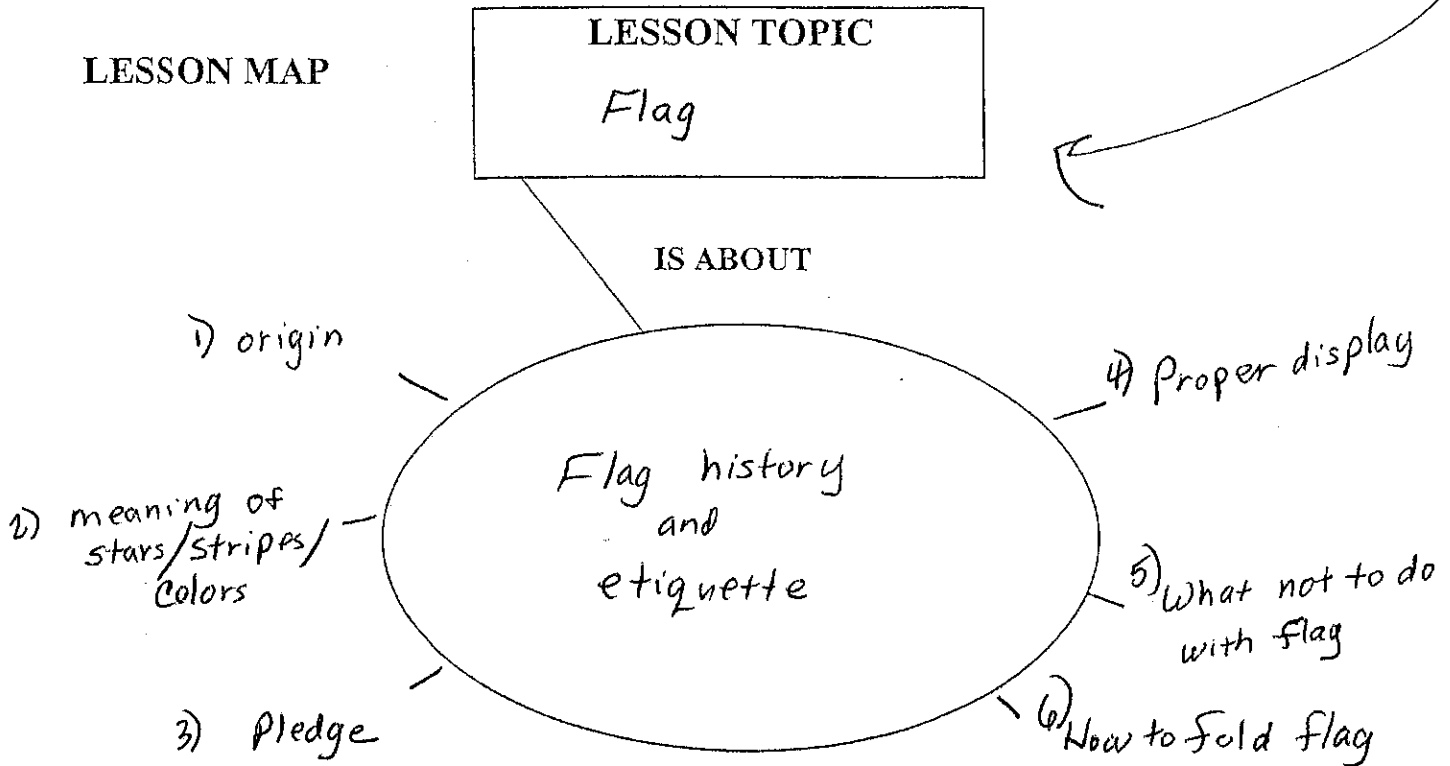 LESSON MAP
LESSON TOPIC
Flag
IS ABOUT
1) origin
2) meaning of
stars/stripes/
colors
3) Pledge
Flag history
and
etiquette
4) Proper display
5) What not to do
with flag
6) How to fold flag